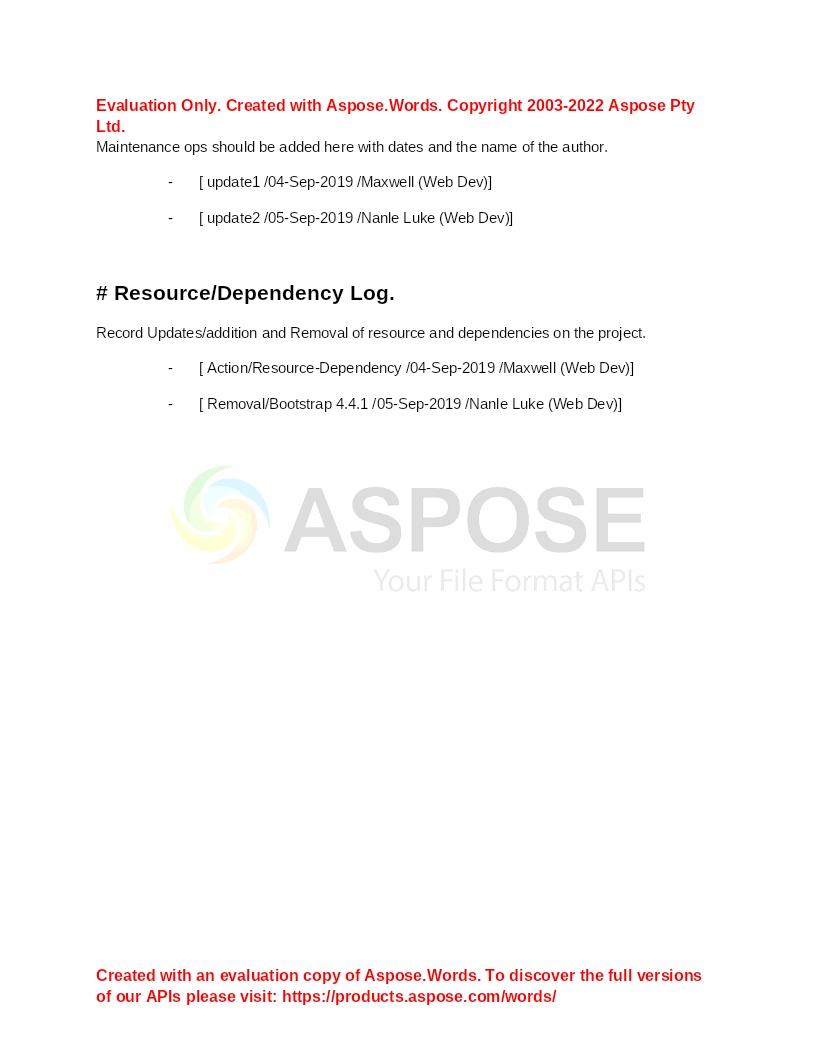 Evaluation Only. Created with Aspose.Words. Copyright 2003-2022 Aspose Pty
Ltd.
Maintenance ops should be added here with dates and the name of the author.
- [ update1 /04-Sep-2019 /Maxwell (Web Dev)]
- [ update2 /05-Sep-2019 /Nanle Luke (Web Dev)]
# Resource/Dependency Log.
Record Updates/addition and Removal of resource and dependencies on the project.
- [ Action/Resource-Dependency /04-Sep-2019 /Maxwell (Web Dev)]
- [ Removal/Bootstrap 4.4.1 /05-Sep-2019 /Nanle Luke (Web Dev)]
ASPOSE
Your File Format APIs
Created with an evaluation copy of Aspose.Words. To discover the full versions
of our APIs please visit: https://products.aspose.com/words/